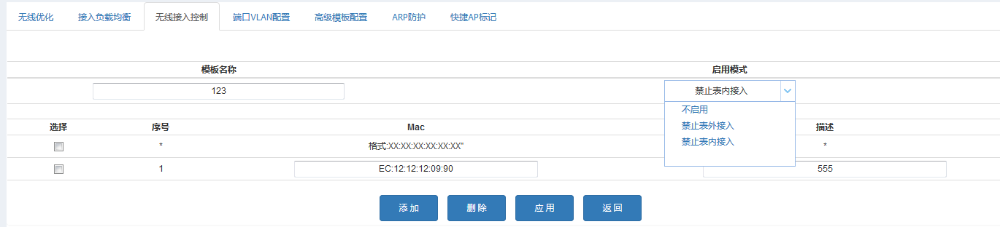 无线优化 接入负载均衡 无线接入控制 端口VLAN配置 高级模板配置 ARP防护 快捷AP标记
模板名称 启用模式
123 禁止表内接入
不启用
禁止表外接入
禁止表内接入
选择 序号 Mac 描述
* 格式:XX:XX:XX:XX:XX:XX" *
1 EC:12:12:12:09:90 555
添加 删除 应用 返回